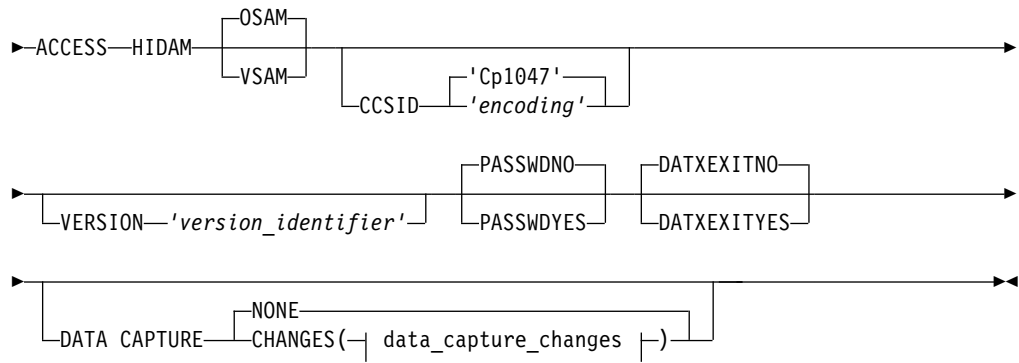 OSAM
ACCESS HIDAM VSAM
'Cp1047'
CCSID 'encoding'
PASSWDNO DATXEXITNO
VERSION 'version_identifier' PASSWDYES DATXEXITYES
NONE
DATA CAPTURE CHANGES( data_capture_changes )